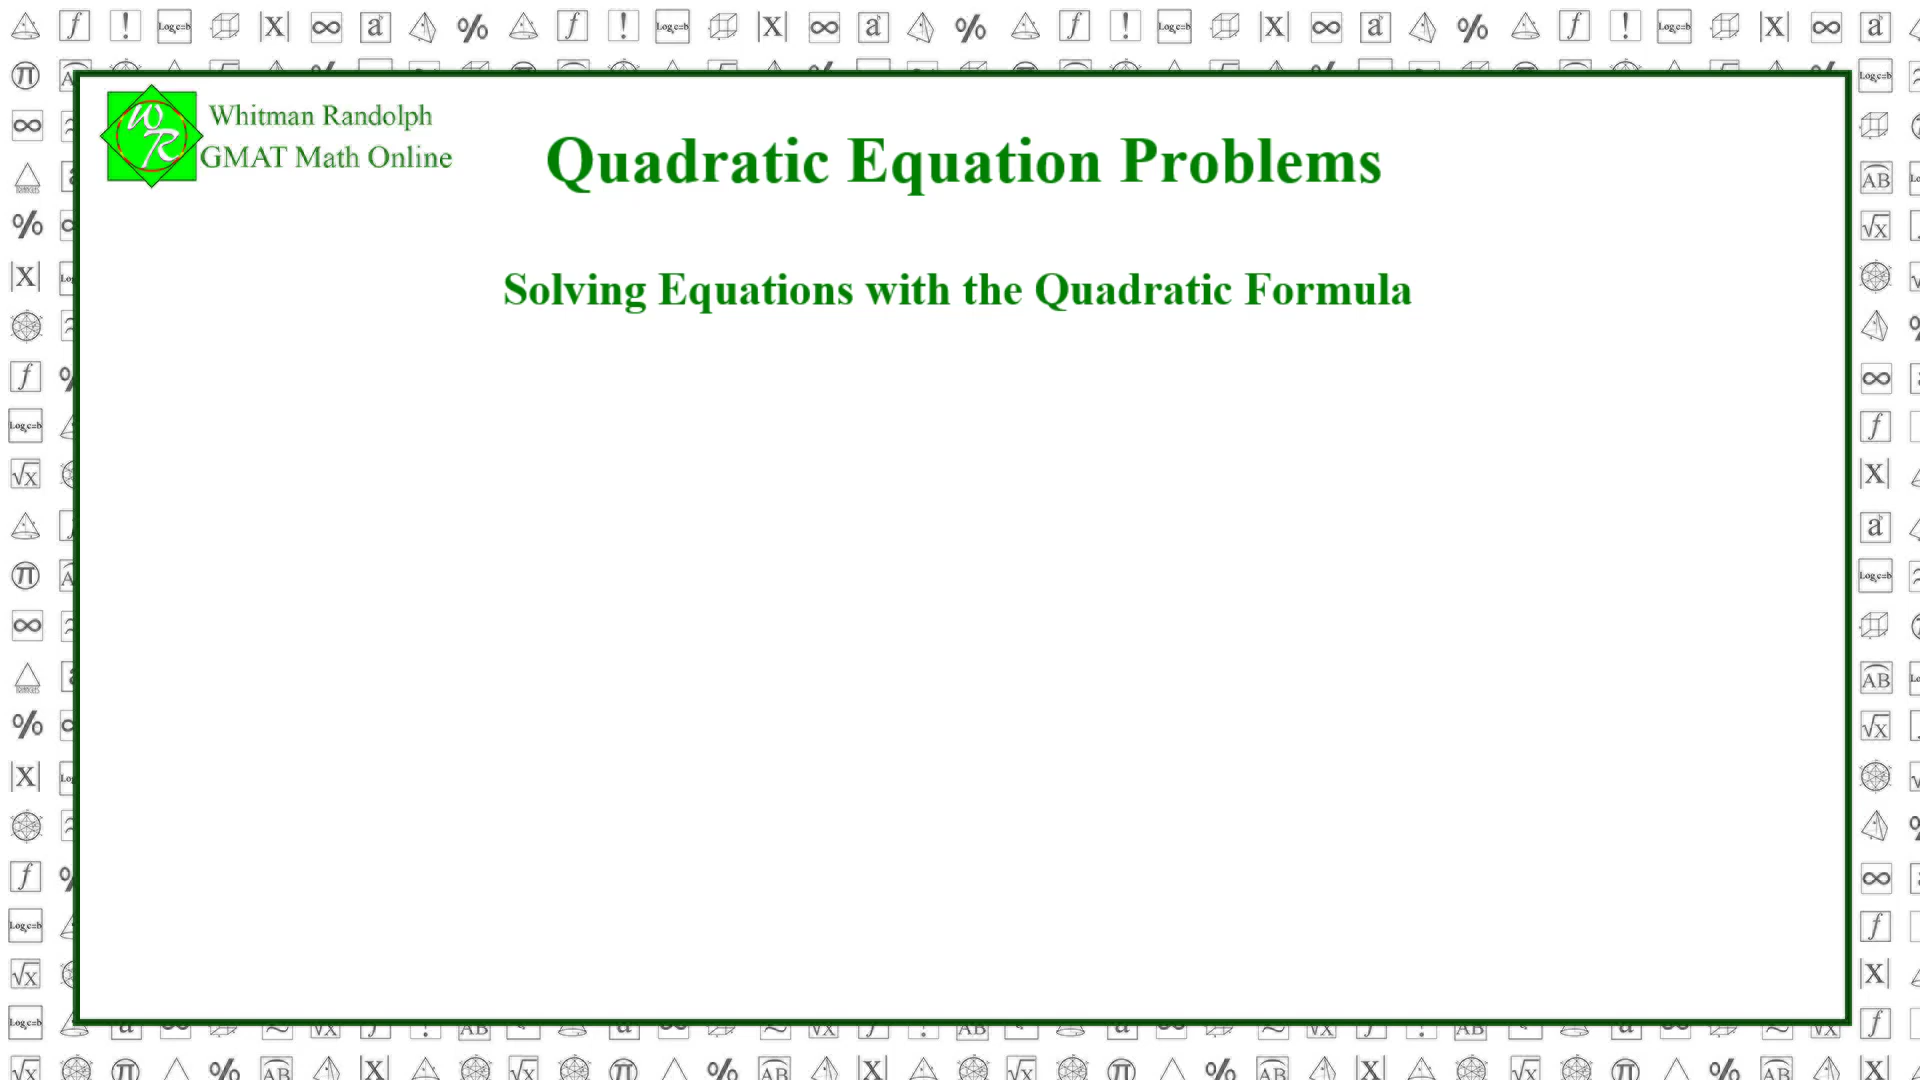 Whitman Randolph
GMAT Math Online
Quadratic Equation Problems
Solving Equations with the Quadratic Formula